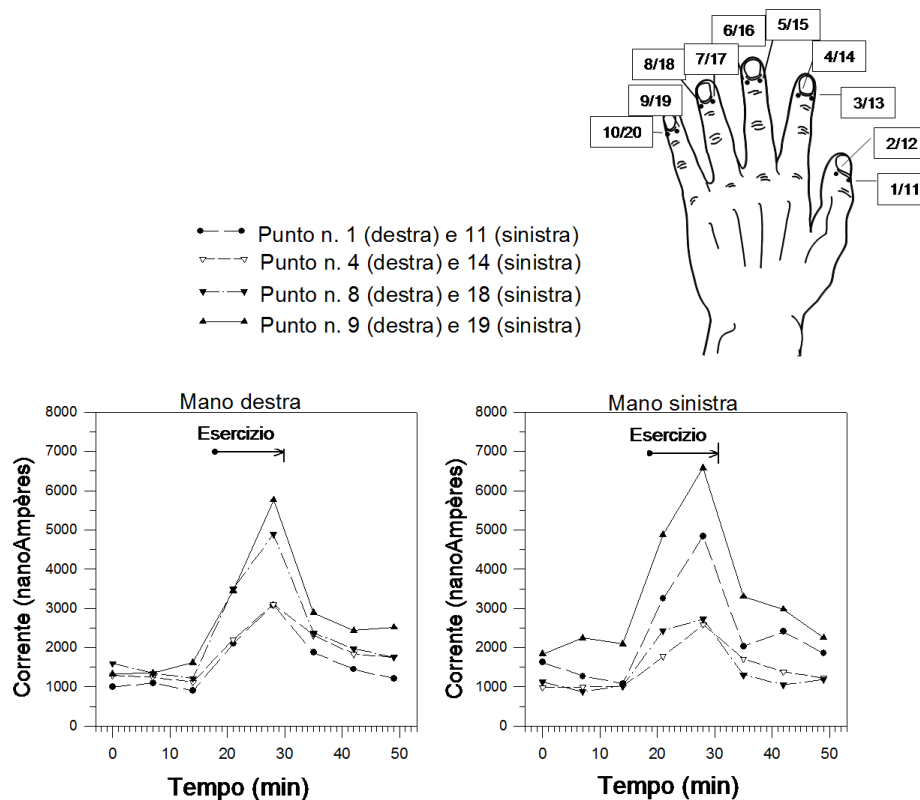 6/16
5/15
8/18
7/17
4/14
9/19
3/13
10/20
2/12
1/11
Punto n. 1 (destra) e 11 (sinistra)
Punto n. 4 (destra) e 14 (sinistra)
Punto n. 8 (destra) e 18 (sinistra)
Punto n. 9 (destra) e 19 (sinistra)
Mano destra
Esercizio
Corrente (nanoAmpères)
8000
7000
6000
5000
4000
3000
2000
1000
0
0 10 20 30 40 50
Tempo (min)
Mano sinistra
Esercizio
Corrente (nanoAmpères)
8000
7000
6000
5000
4000
3000
2000
1000
0
0 10 20 30 40 50
Tempo (min)